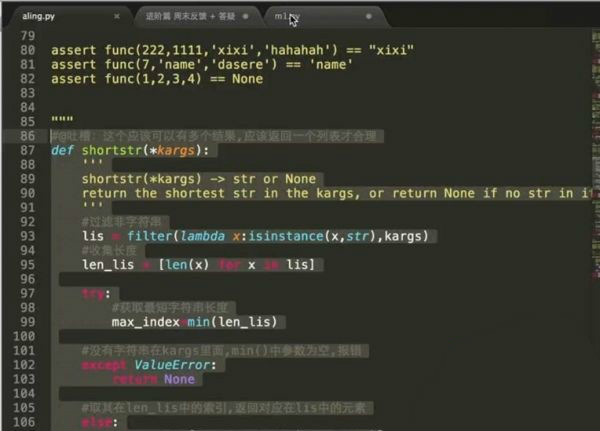 aling.py
进阶篇 周末反馈 + 答疑
79
80 assert func(222,1111,'xixi','hahahah') == "xixi"
81 assert func(7,'name','dasere') == 'name'
82 assert func(1,2,3,4) == None
83
84
85 """
86 #@吐槽: 这个应该可以有多个结果,应该返回一个列表才合理
87 def shortstr(*kargs):
88 '''
89 shortstr(*kargs) -> str or None
90 return the shortest str in the kargs, or return None if no str in
91 '''
92 #过滤非字符串
93 lis = filter(lambda x:isinstance(x,str),kargs)
94 #收集长度
95 len_lis = [len(x) for x in lis]
96
97 try:
98 #获取最短字符串长度
99 max_index=min(len_lis)
100
101 #没有字符串在kargs里面,min()中参数为空,报错
102 except ValueError:
103 return None
104
105 #取其在len_lis中的索引,返回对应在lis中的元素
106 else: